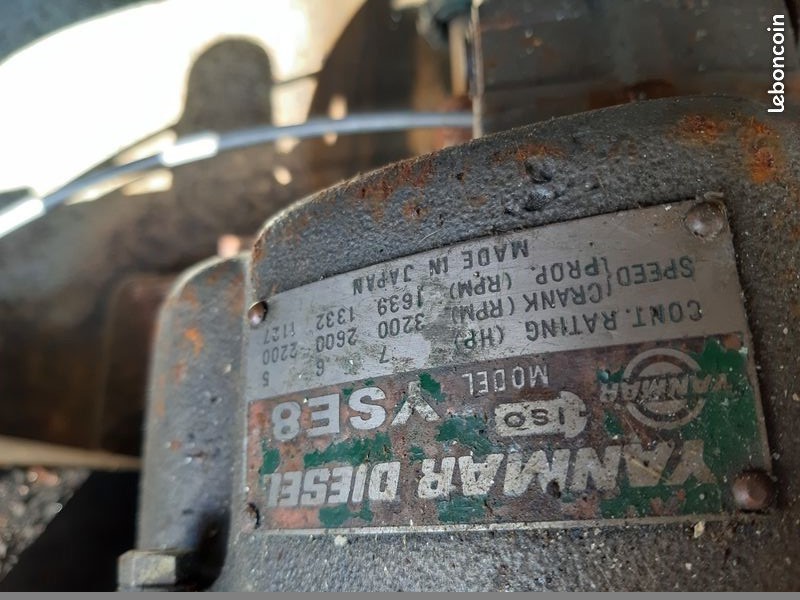 YANMAR DIESEL
YANMAR
ISO
MODEL YSE8
CONT. RATING (HP) 7 6 5
SPEED { CRANK (RPM) 3200 2600 2200
PROP. (RPM) 1639 1332 1127
MADE IN JAPAN
leboncoin